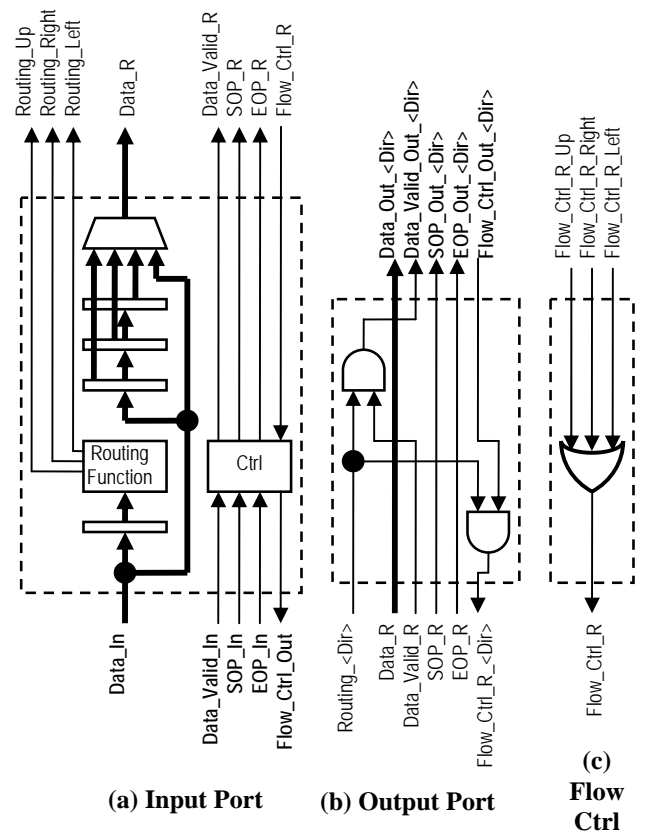 Routing_Up
Routing_Right
Routing_Left
Data_R
Data_Valid_R
SOP_R
EOP_R
Flow_Ctrl_R
Routing
Function
Ctrl
Data_In
Data_Valid_In
SOP_In
EOP_In
Flow_Ctrl_Out
(a) Input Port
Data_Out_<Dir>
Data_Valid_Out_<Dir>
SOP_Out_<Dir>
EOP_Out_<Dir>
Flow_Ctrl_Out_<Dir>
Routing_<Dir>
Data_R
Data_Valid_R
SOP_R
EOP_R
Flow_Ctrl_R_<Dir>
(b) Output Port
Flow_Ctrl_R_Up
Flow_Ctrl_R_Right
Flow_Ctrl_R_Left
Flow_Ctrl_R
(c)
Flow
Ctrl